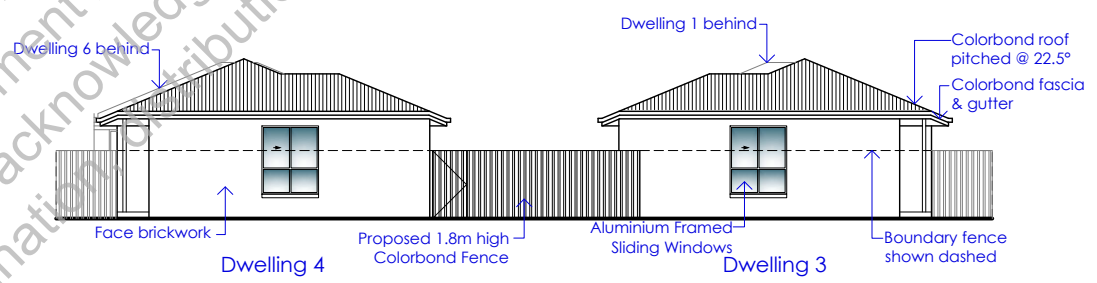 Dwelling 1 behind
Dwelling 6 behind
Colorbond roof
pitched @ 22.5°
Colorbond fascia
& gutter
Face brickwork
Proposed 1.8m high
Colorbond Fence
Aluminium Framed
Sliding Windows
Boundary fence
shown dashed
Dwelling 4
Dwelling 3